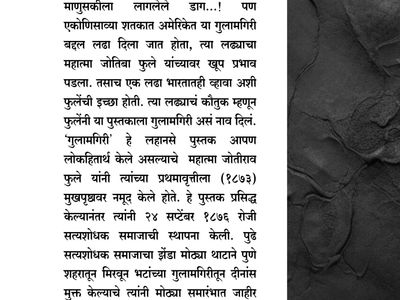 माणुसकीला लागलेले डाग...! पण
एकोणिसाव्या शतकात अमेरिकेत या गुलामगिरी
बद्दल लढा दिला जात होता, त्या लढ्याचा
महात्मा जोतिबा फुले यांच्यावर खूप प्रभाव
पडला. तसाच एक लढा भारतातही व्हावा अशी
फुलेंची इच्छा होती. त्या लढ्याचं कौतुक म्हणून
फुलेंनी या पुस्तकाला गुलामगिरी असं नाव दिलं.
'गुलामगिरी' हे लहानसे पुस्तक आपण
लोकहितार्थ केले असल्याचे महात्मा जोतीराव
फुले यांनी त्यांच्या प्रथमावृत्तीला (१८७३)
मुखपृष्ठावर नमूद केले होते. हे पुस्तक प्रसिद्ध
केल्यानंतर त्यांनी २४ सप्टेंबर १८७६ रोजी
सत्यशोधक समाजाची स्थापना केली. पुढे
सत्यशोधक समाजाचा झेंडा मोठ्या थाटाने पुणे
शहरातून मिरवून भटांच्या गुलामगिरीतून दीनांस
मुक्त केल्याचे त्यांनी मोठ्या समारंभात जाहीर